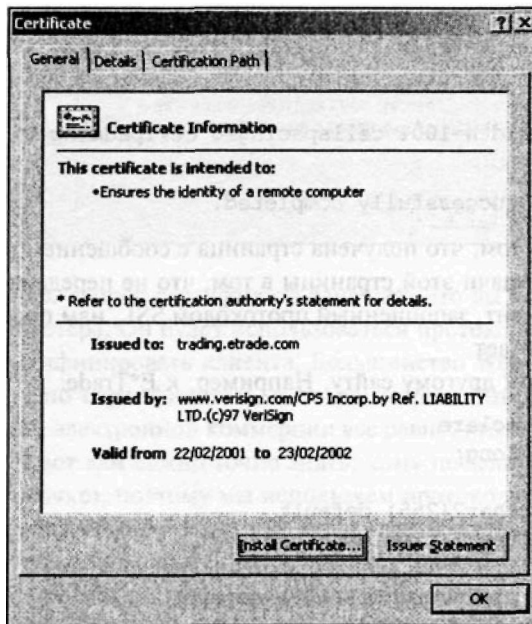 Certificate
General Details Certification Path
Certificate Information
This certificate is intended to:
•Ensures the identity of a remote computer
* Refer to the certification authority's statement for details.
Issued to: trading.etrade.com
Issued by: www.verisign.com/CPS Incorp.by Ref. LIABILITY
LTD.(c)97 VeriSign
Valid from 22/02/2001 to 23/02/2002
Install Certificate... Issuer Statement
OK